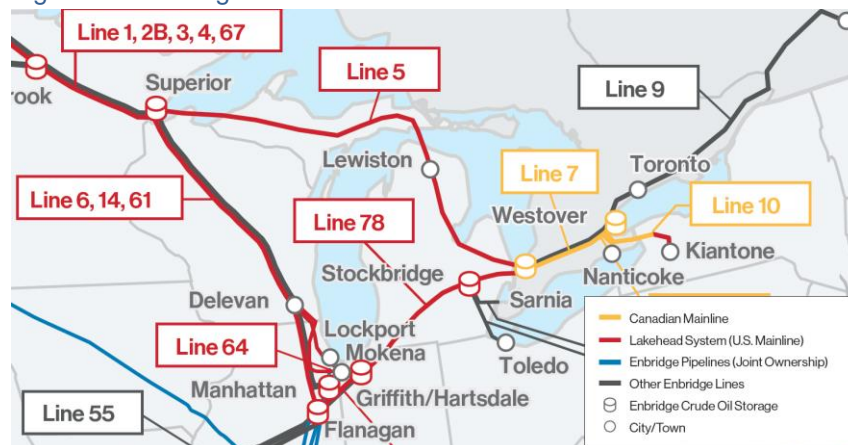 Line 1, 2B, 3, 4, 67
rook
Superior
Line 5
Line 9
Lewiston
Toronto
Line 7
Line 6, 14, 61
Westover
Line 10
Line 78
Kiantone
Stockbridge
Nanticoke
Delevan
Sarnia
Lockport
Mokena
Toledo
Line 64
Manhattan
Griffith/Hartsdale
Line 55
Flanagan
Canadian Mainline
Lakehead System (U.S. Mainline)
Enbridge Pipelines (Joint Ownership)
Other Enbridge Lines
Enbridge Crude Oil Storage
City/Town